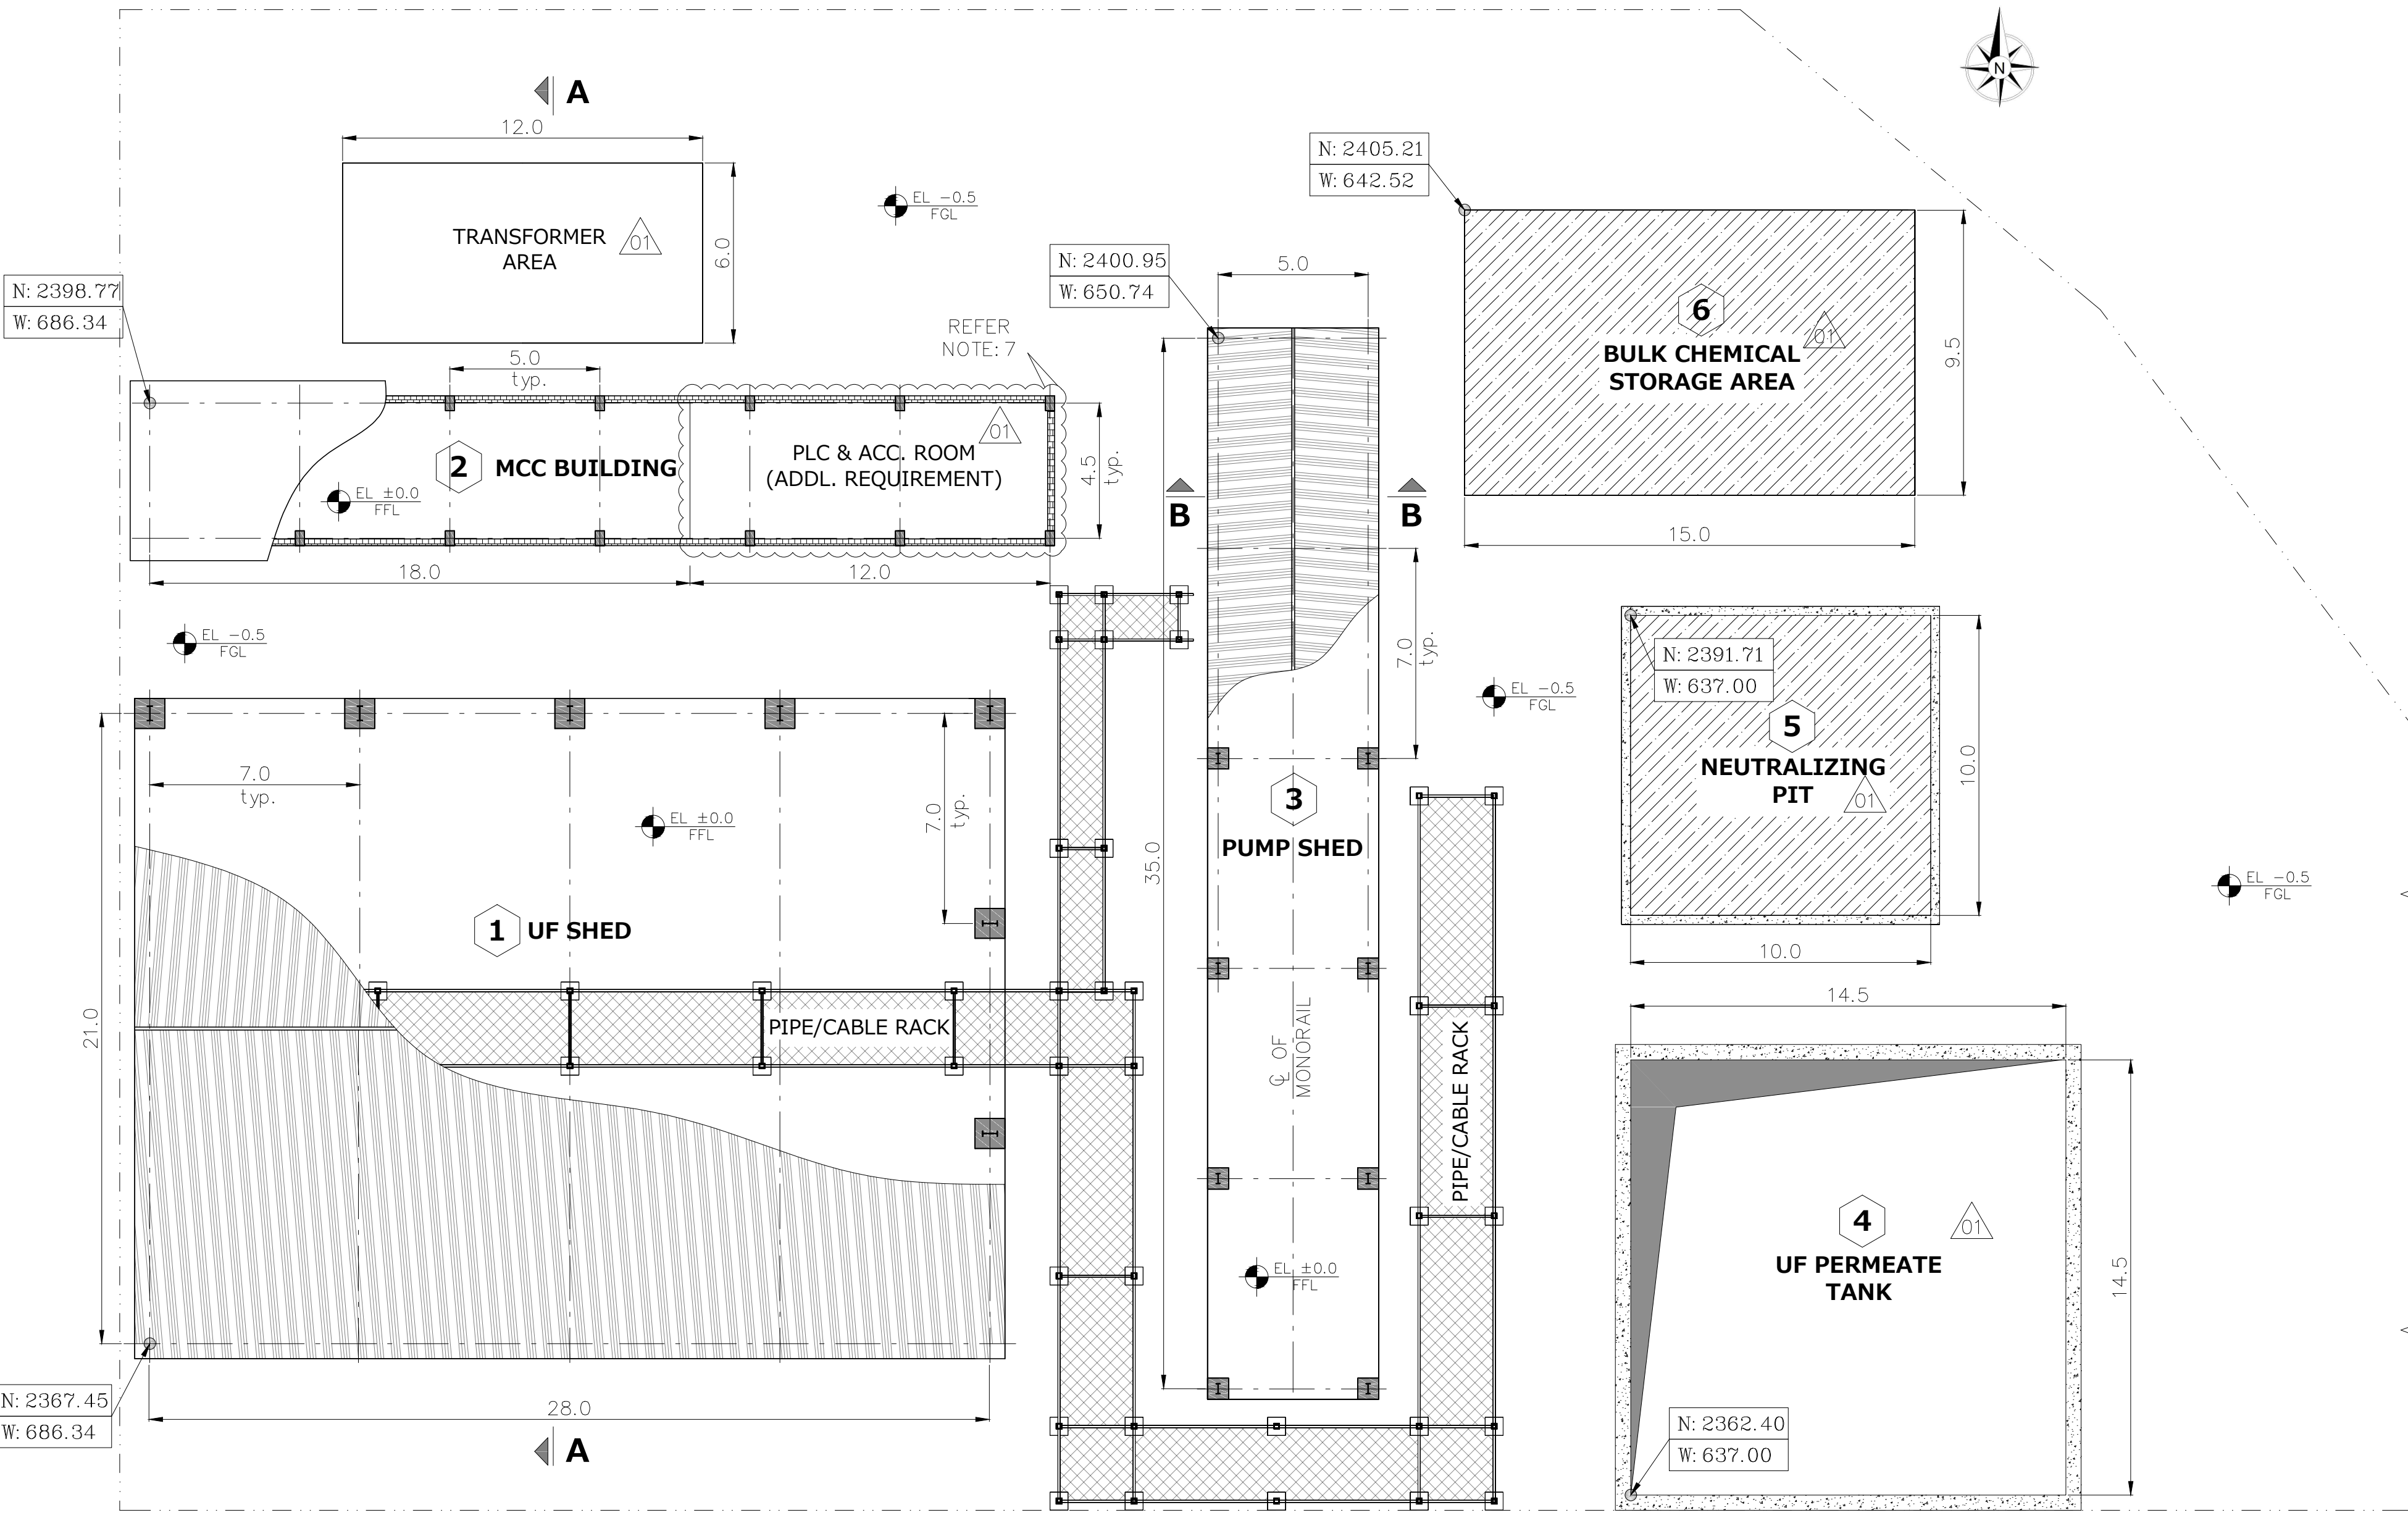 A
N
12.0
N: 2405.21
W: 642.52
EL -0.5
FGL
TRANSFORMER
AREA
01
6.0
N: 2400.95
W: 650.74
5.0
N: 2398.77
W: 686.34
REFER
NOTE: 7
6
BULK CHEMICAL
STORAGE AREA
01
9.5
15.0
5.0
typ.
2
MCC BUILDING
PLC & ACC. ROOM
(ADDL. REQUIREMENT)
01
4.5
typ.
EL ±0.0
FFL
B
B
18.0
12.0
EL -0.5
FGL
7.0
typ.
N: 2391.71
W: 637.00
EL -0.5
FGL
5
NEUTRALIZING
PIT
01
10.0
10.0
7.0
typ.
7.0
typ.
EL ±0.0
FFL
3
PUMP SHED
35.0
EL -0.5
FGL
1
UF SHED
21.0
PIPE/CABLE RACK
℄ OF
MONORAIL
PIPE/CABLE RACK
14.5
4
UF PERMEATE
TANK
01
14.5
EL ±0.0
FFL
N: 2367.45
W: 686.34
28.0
A
N: 2362.40
W: 637.00